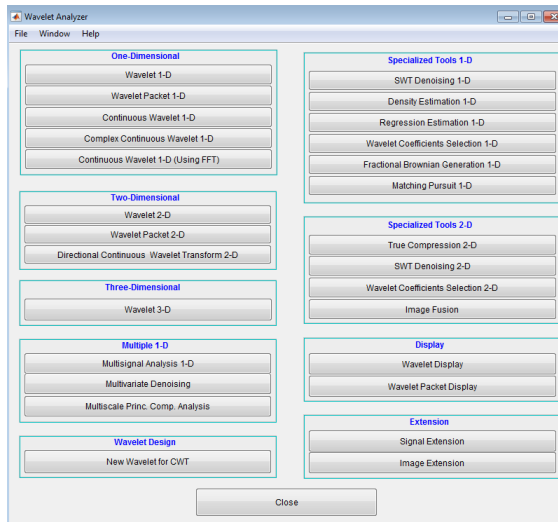 Wavelet Analyzer
File Window Help
One-Dimensional
Wavelet 1-D
Wavelet Packet 1-D
Continuous Wavelet 1-D
Complex Continuous Wavelet 1-D
Continuous Wavelet 1-D (Using FFT)
Two-Dimensional
Wavelet 2-D
Wavelet Packet 2-D
Directional Continuous Wavelet Transform 2-D
Three-Dimensional
Wavelet 3-D
Multiple 1-D
Multisignal Analysis 1-D
Multivariate Denoising
Multiscale Princ. Comp. Analysis
Wavelet Design
New Wavelet for CWT
Specialized Tools 1-D
SWT Denoising 1-D
Density Estimation 1-D
Regression Estimation 1-D
Wavelet Coefficients Selection 1-D
Fractional Brownian Generation 1-D
Matching Pursuit 1-D
Specialized Tools 2-D
True Compression 2-D
SWT Denoising 2-D
Wavelet Coefficients Selection 2-D
Image Fusion
Display
Wavelet Display
Wavelet Packet Display
Extension
Signal Extension
Image Extension
Close